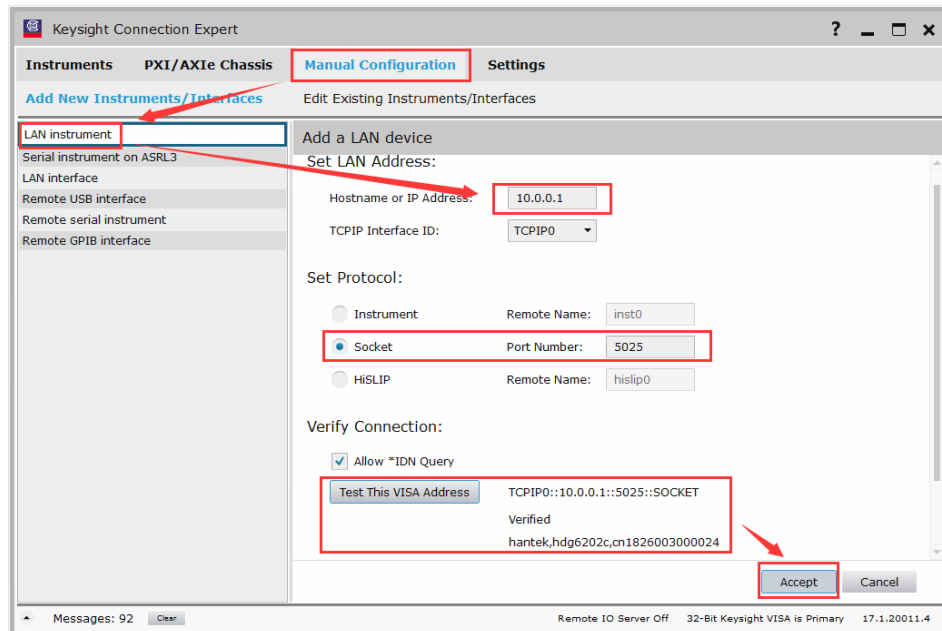 Keysight Connection Expert
Instruments PXI/AXIe Chassis Manual Configuration Settings
Add New Instruments/Interfaces Edit Existing Instruments/Interfaces
LAN instrument
Serial instrument on ASRL3
LAN interface
Remote USB interface
Remote serial instrument
Remote GPIB interface
Add a LAN device
Set LAN Address:
Hostname or IP Address: 10.0.0.1
TCPIP Interface ID: TCPIP0
Set Protocol:
Instrument Remote Name: inst0
Socket Port Number: 5025
HiSLIP Remote Name: hislip0
Verify Connection:
Allow *IDN Query
Test This VISA Address TCPIP0::10.0.0.1::5025::SOCKET
Verified
hantek,hdg6202c,cn1826003000024
Accept Cancel
Messages: 92 Clear Remote IO Server Off 32-Bit Keysight VISA is Primary 17.1.20011.4